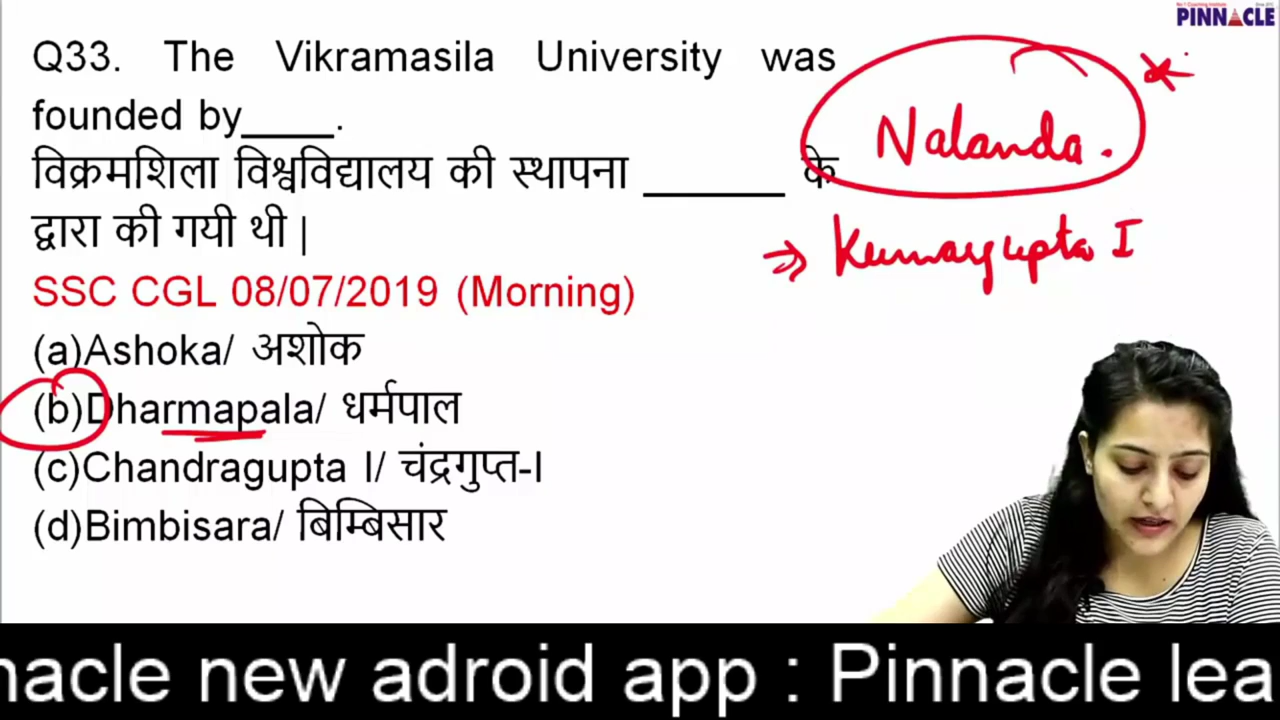 PINNACLE
Q33. The Vikramasila University was
founded by____.
विक्रमशिला विश्वविद्यालय की स्थापना ______ के
द्वारा की गयी थी |
SSC CGL 08/07/2019 (Morning)
(a)Ashoka/ अशोक
(b)Dharmapala/ धर्मपाल
(c)Chandragupta I/ चंद्रगुप्त-I
(d)Bimbisara/ बिम्बिसार
Nalanda.
⇒ Kumargupta I
nacle new adroid app : Pinnacle lea